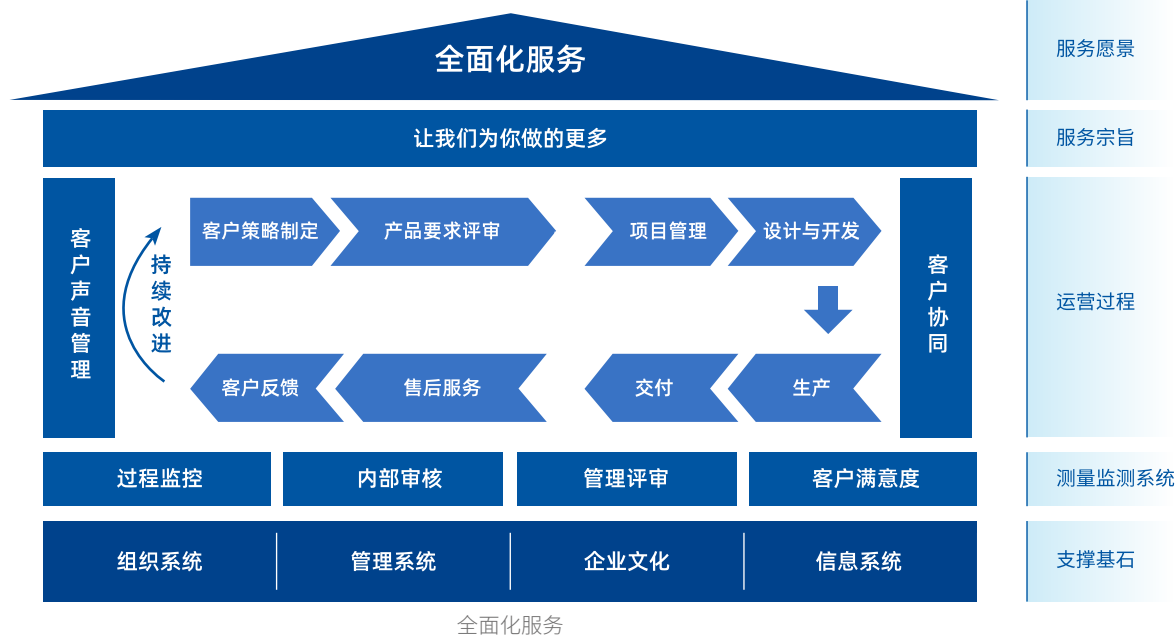 全面化服务
服务愿景
让我们为你做的更多
服务宗旨
客户声音管理
持续改进
客户策略制定
产品要求评审
项目管理
设计与开发
客户反馈
售后服务
交付
生产
客户协同
运营过程
过程监控
内部审核
管理评审
客户满意度
测量监测系统
组织系统
管理系统
企业文化
信息系统
支撑基石
全面化服务